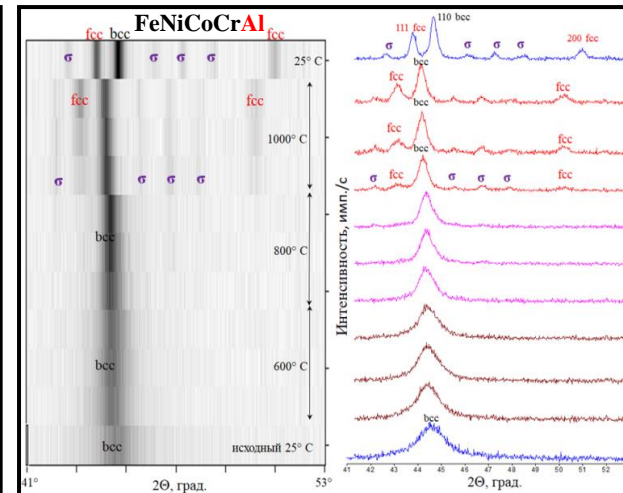 FeNiCoCrAl
fcc bcc
σ σ σ σ
25° C
fcc fcc
1000° C
σ σ σ σ
bcc
800° C
bcc
600° C
bcc
исходный 25° C
41° 53°
2Θ, град.
111 fcc 110 bcc
σ σ σ σ 200 fcc
bcc
fcc fcc
bcc
fcc fcc
bcc
σ fcc σ σ σ fcc
bcc
Интенсивность, имп./с
41 42 43 44 45 46 47 48 49 50 51 52
2Θ, град.